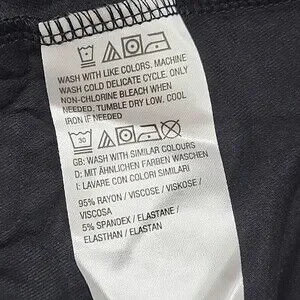 WASH WITH LIKE COLORS. MACHINE
WASH COLD DELICATE CYCLE. ONLY
NON-CHLORINE BLEACH WHEN
NEEDED. TUMBLE DRY LOW. COOL
IRON IF NEEDED
30
GB: WASH WITH SIMILAR COLOURS
D: MIT ÄHNLICHEN FARBEN WASCHEN
I: LAVARE CON COLORI SIMILARI
95% RAYON / VISCOSE / VISKOSE /
VISCOSA
5% SPANDEX / ELASTANE /
ELASTHAN / ELASTAN